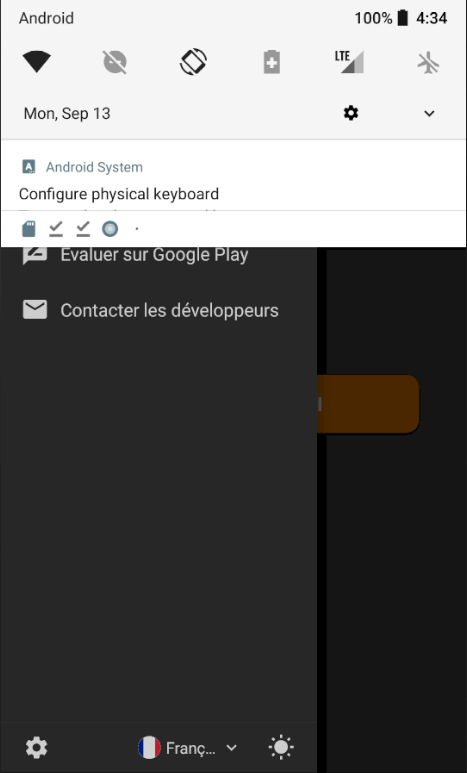 Android
100% 4:34
LTE
Mon, Sep 13
Android System
Configure physical keyboard
Evaluer sur Google Play
Contacter les développeurs
Franç...